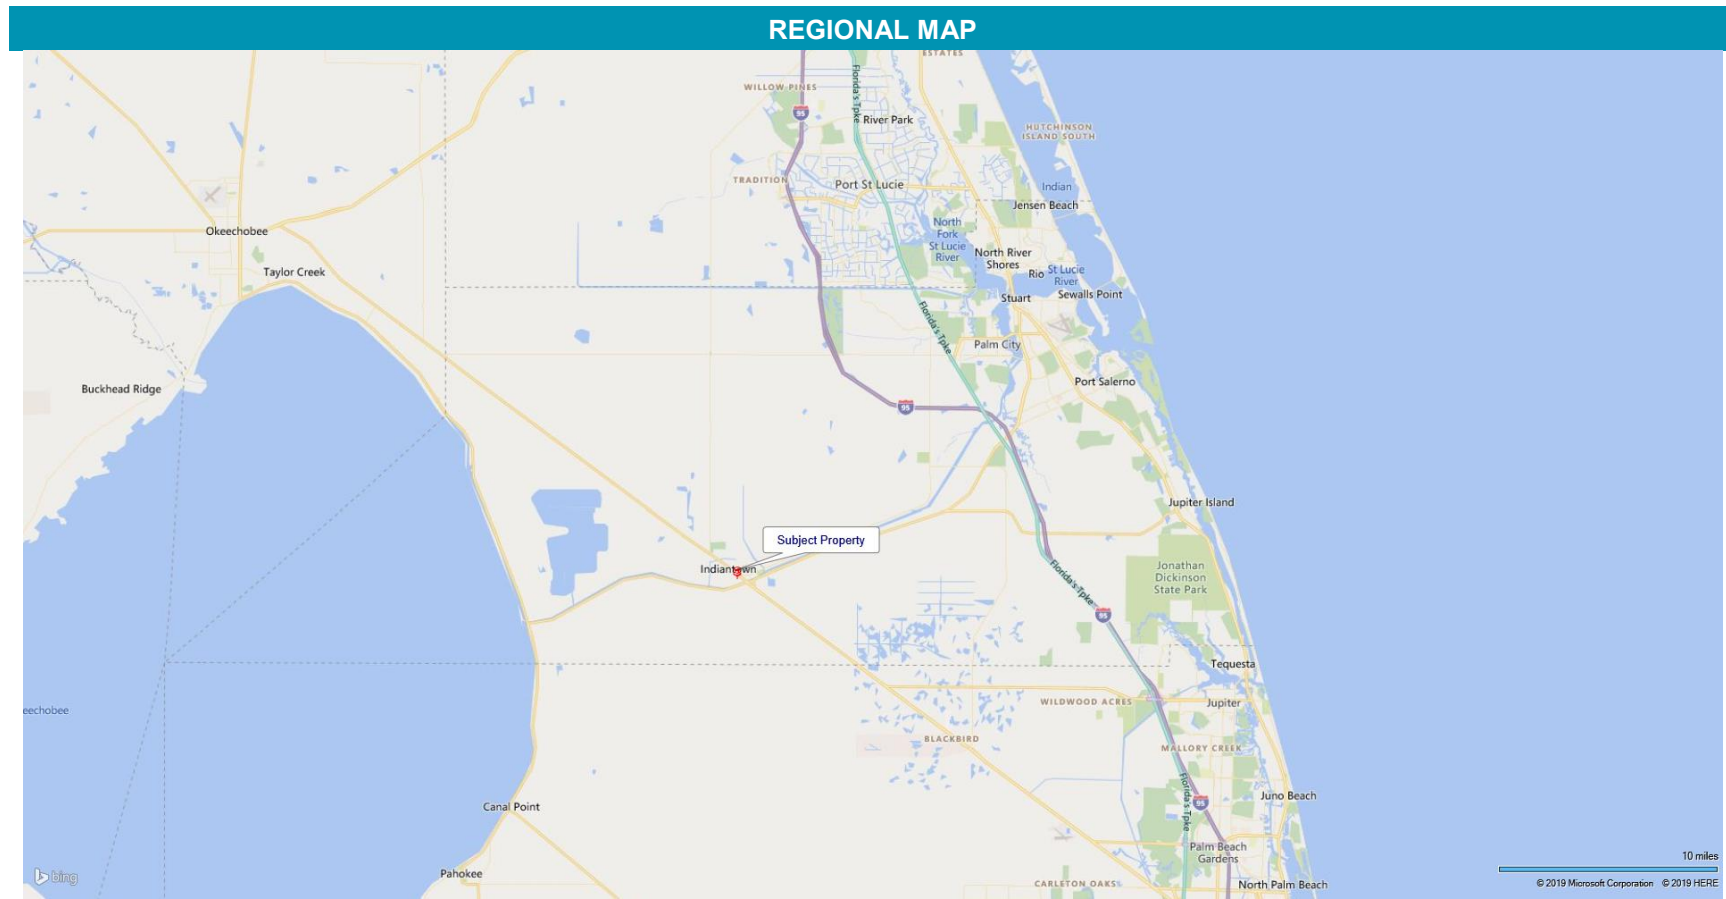 REGIONAL MAP
ESTATES
WILLOW PINES
Florida's Tpke
95
River Park
HUTCHINSON
ISLAND SOUTH
TRADITION
Port St Lucie
Indian
Jensen Beach
Okeechobee
North
Fork
St Lucie
River
North River
Shores
Taylor Creek
Rio
St Lucie
River
Stuart
Sewalls Point
Florida's Tpke
Palm City
Buckhead Ridge
Port Salerno
95
Jupiter Island
Subject Property
Indiantown
Jonathan
Dickinson
State Park
Florida's Tpke
95
Tequesta
WILDWOOD ACRES
Jupiter
eechobee
BLACKBIRD
MALLORY CREEK
Florida's Tpke
95
Juno Beach
Canal Point
Palm Beach
Gardens
10 miles
Pahokee
bing
CARLETON OAKS
North Palm Beach
© 2019 Microsoft Corporation © 2019 HERE